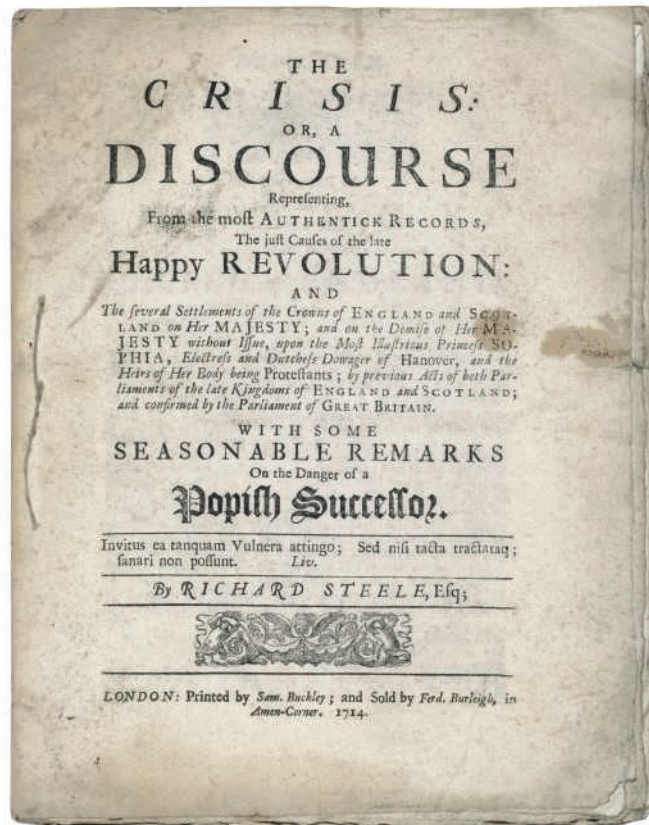 THE
CRISIS:
OR, A
DISCOURSE
Repreſenting,
From the moſt AUTHENTICK RECORDS,
The juſt Cauſes of the late
Happy REVOLUTION:
AND
The ſeveral Settlements of the Crowns of ENGLAND and SCOT-
LAND on Her MAJESTY; and on the Demiſe of Her MA-
JESTY without Iſſue, upon the Moſt Illuſtrious Princeſs SO-
PHIA, Electreſs and Dutcheſs Dowager of Hanover, and the
Heirs of Her Body being Proteſtants; by previous Acts of both Par-
liaments of the late Kingdoms of ENGLAND and SCOTLAND;
and confirmed by the Parliament of GREAT BRITAIN.
WITH SOME
SEASONABLE REMARKS
On the Danger of a
Popiſh Succeſſoꝛ.
Invitus ea tanquam Vulnera attingo; Sed niſi tacta tractataq;
ſanari non poſſunt. Liv.
By RICHARD STEELE, Eſq;
LONDON: Printed by Sam. Buckley; and Sold by Ferd. Burleigh, in
Amen-Corner. 1714.